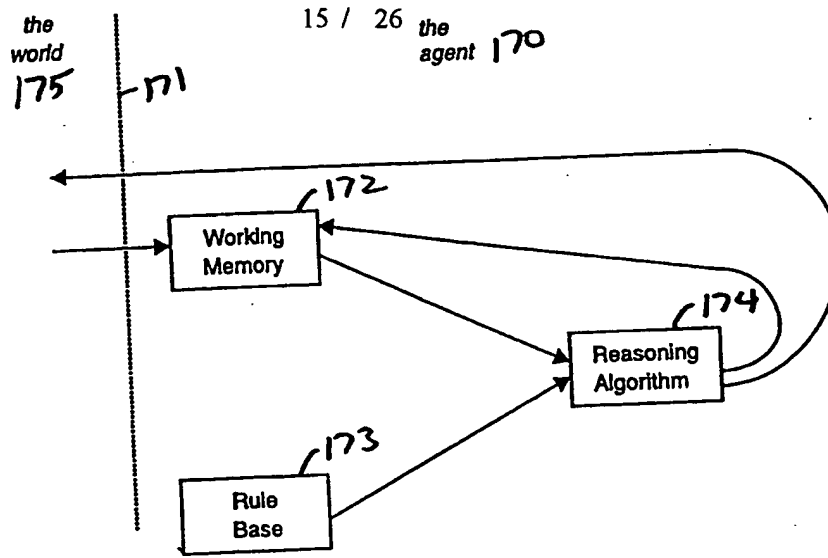 the
world
175
171
15 / 26
the
agent 170
172
Working
Memory
174
Reasoning
Algorithm
173
Rule
Base